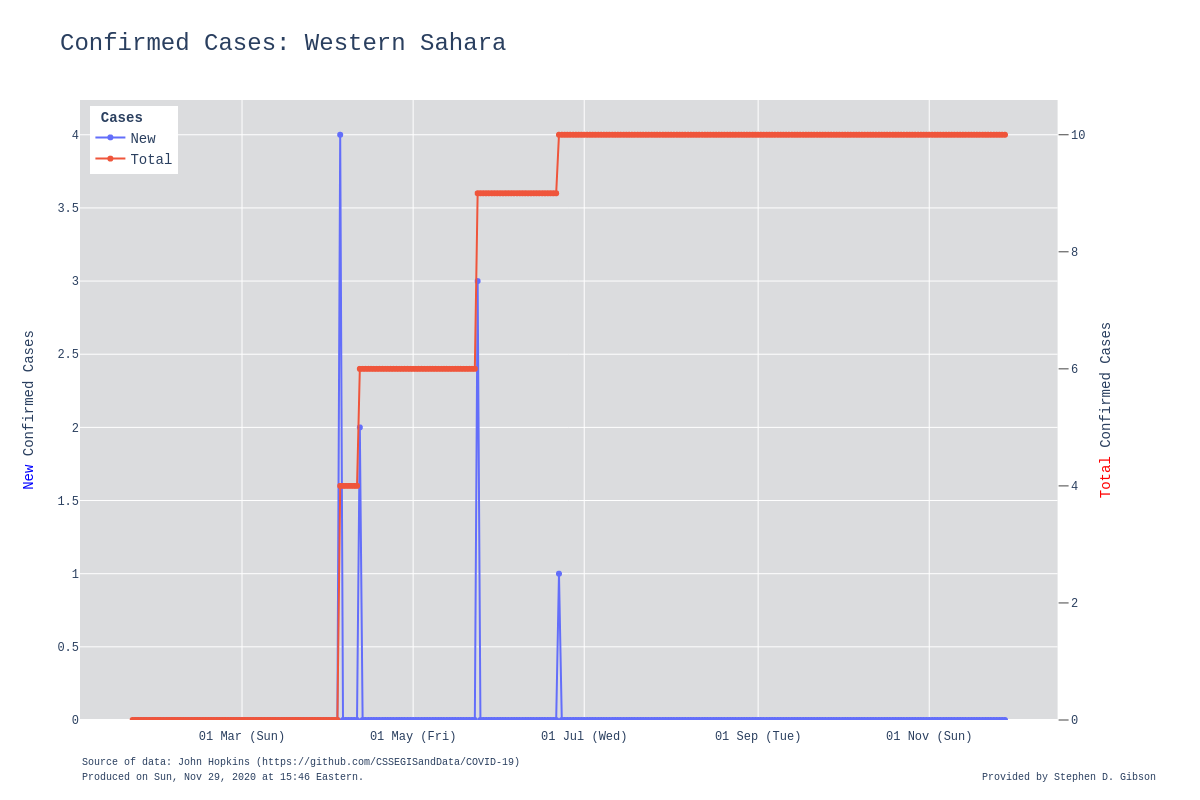 Confirmed Cases: Western Sahara
Cases
New
Total
4
3.5
3
2.5
2
1.5
1
0.5
0
10
8
6
4
2
0
New Confirmed Cases
Total Confirmed Cases
01 Mar (Sun)
01 May (Fri)
01 Jul (Wed)
01 Sep (Tue)
01 Nov (Sun)
Source of data: John Hopkins (https://github.com/CSSEGISandData/COVID-19)
Produced on Sun, Nov 29, 2020 at 15:46 Eastern.
Provided by Stephen D. Gibson